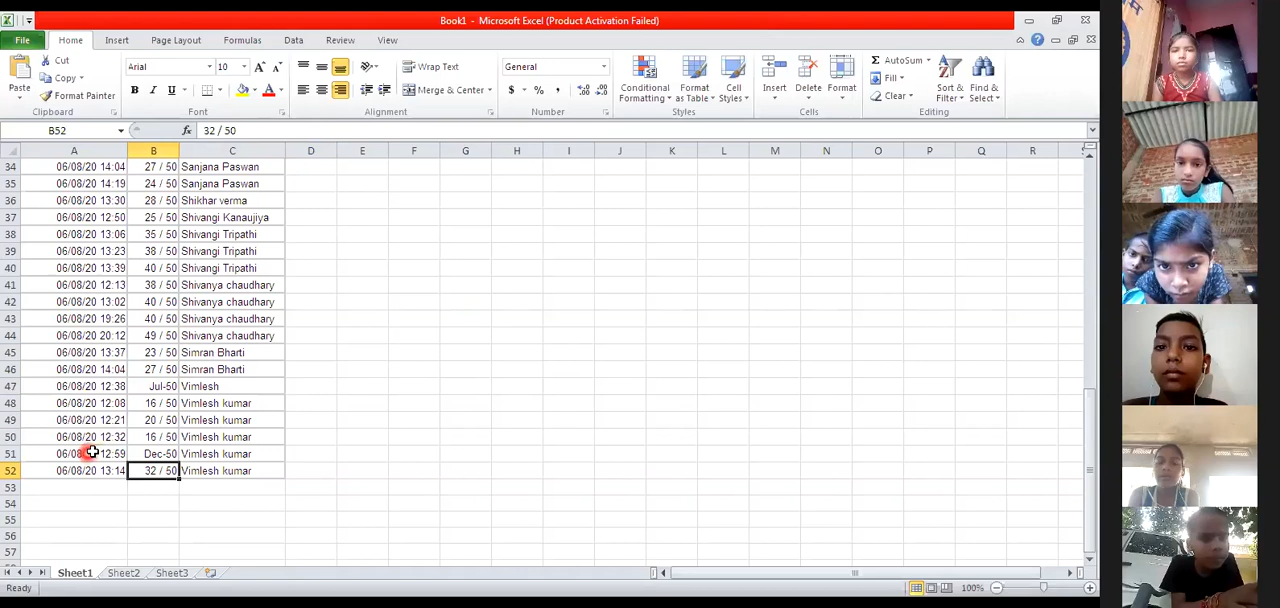 Book1 - Microsoft Excel (Product Activation Failed)
File Home Insert Page Layout Formulas Data Review View
Paste Cut Copy Format Painter Clipboard
Arial 10 A A B I U A Font
Wrap Text Merge & Center Alignment
General $ % , Number
Conditional Formatting Format as Table Cell Styles Styles
Insert Delete Format Cells
Σ AutoSum Fill Clear Sort & Filter Find & Select Editing
B52 fx 32 / 50
A B C D E F G H I J K L M N O P Q R
34 06/08/20 14:04 27 / 50 Sanjana Paswan
35 06/08/20 14:19 24 / 50 Sanjana Paswan
36 06/08/20 13:30 28 / 50 Shikhar verma
37 06/08/20 12:50 25 / 50 Shivangi Kanaujiya
38 06/08/20 13:06 35 / 50 Shivangi Tripathi
39 06/08/20 13:23 38 / 50 Shivangi Tripathi
40 06/08/20 13:39 40 / 50 Shivangi Tripathi
41 06/08/20 12:13 38 / 50 Shivanya chaudhary
42 06/08/20 13:02 40 / 50 Shivanya chaudhary
43 06/08/20 19:26 40 / 50 Shivanya chaudhary
44 06/08/20 20:12 49 / 50 Shivanya chaudhary
45 06/08/20 13:37 23 / 50 Simran Bharti
46 06/08/20 14:04 27 / 50 Simran Bharti
47 06/08/20 12:38 Jul-50 Vimlesh
48 06/08/20 12:08 16 / 50 Vimlesh kumar
49 06/08/20 12:21 20 / 50 Vimlesh kumar
50 06/08/20 12:32 16 / 50 Vimlesh kumar
51 06/08 12:59 Dec-50 Vimlesh kumar
52 06/08/20 13:14 32 / 50 Vimlesh kumar
53
54
55
56
57
Sheet1 Sheet2 Sheet3
Ready 100%